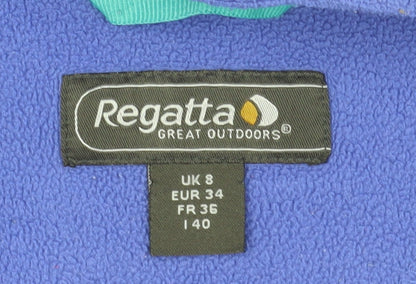 Regatta
GREAT OUTDOORS®
UK 8
EUR 34
FR 36
I 40